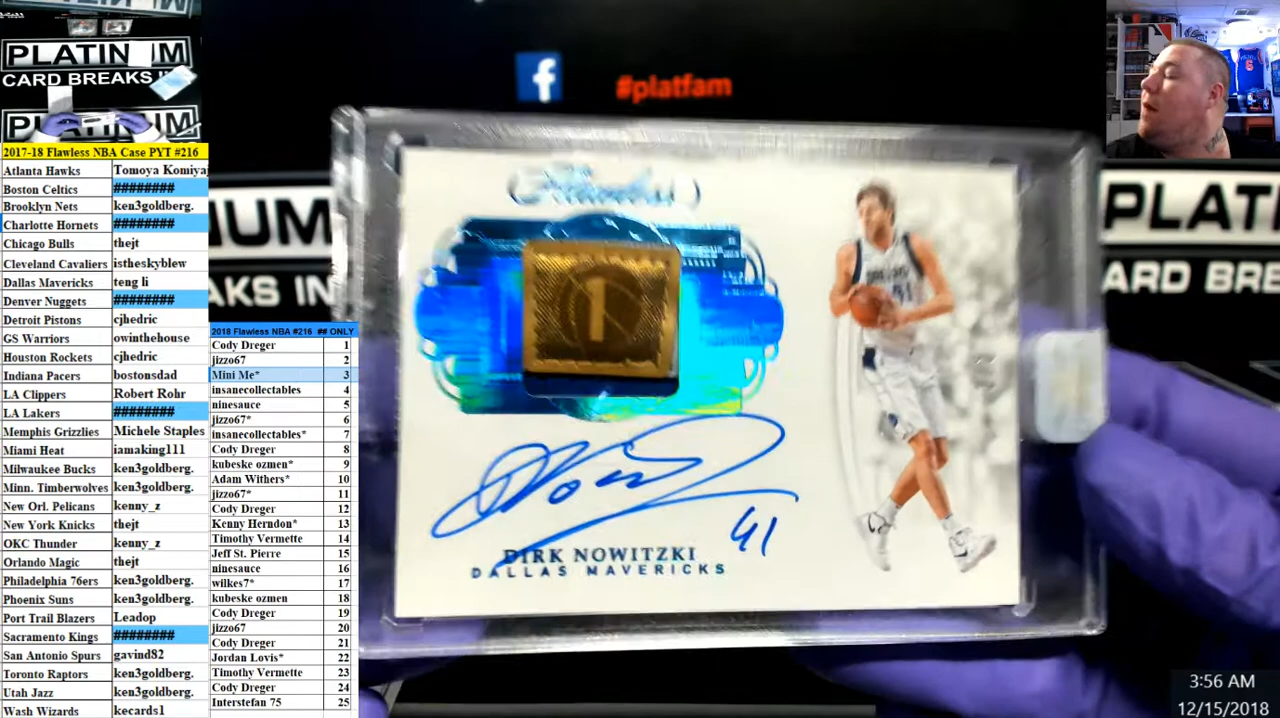 PLATINUM
CARD BREAKS IN
PLATINUM
2017-18 Flawless NBA Case PYT #216
Atlanta Hawks Tomoya Komiya
Boston Celtics ########
Brooklyn Nets ken3goldberg.
Charlotte Hornets ########
Chicago Bulls thejt
Cleveland Cavaliers istheskyblew
Dallas Mavericks teng li
Denver Nuggets ########
Detroit Pistons cjhedric
GS Warriors owinthehouse
Houston Rockets cjhedric
Indiana Pacers bostonsdad
LA Clippers Robert Rohr
LA Lakers ########
Memphis Grizzlies Michele Staples
Miami Heat iamaking111
Milwaukee Bucks ken3goldberg.
Minn. Timberwolves ken3goldberg.
New Orl. Pelicans kenny_z
New York Knicks thejt
OKC Thunder kenny_z
Orlando Magic thejt
Philadelphia 76ers ken3goldberg.
Phoenix Suns ken3goldberg.
Port Trail Blazers Leadop
Sacramento Kings ########
San Antonio Spurs gavind82
Toronto Raptors ken3goldberg.
Utah Jazz ken3goldberg.
Wash Wizards kecards1
2018 Flawless NBA #216 ## ONLY
Cody Dreger 1
jizzo67 2
Mini Me* 3
insanecollectables 4
ninesauce 5
jizzo67* 6
insanecollectables* 7
Cody Dreger 8
kubeske ozmen* 9
Adam Withers* 10
jizzo67* 11
Cody Dreger 12
Kenny Herndon* 13
Timothy Vermette 14
Jeff St. Pierre 15
ninesauce 16
wilkes7* 17
kubeske ozmen 18
Cody Dreger 19
jizzo67 20
Cody Dreger 21
Jordan Lovis* 22
Timothy Vermette 23
Cody Dreger 24
Interstefan 75 25
f #platfam
NUM
AKS IN
PLATIN
ARD BREAKS
Flawless
41
41
DIRK NOWITZKI
DALLAS MAVERICKS
3:56 AM
12/15/2018